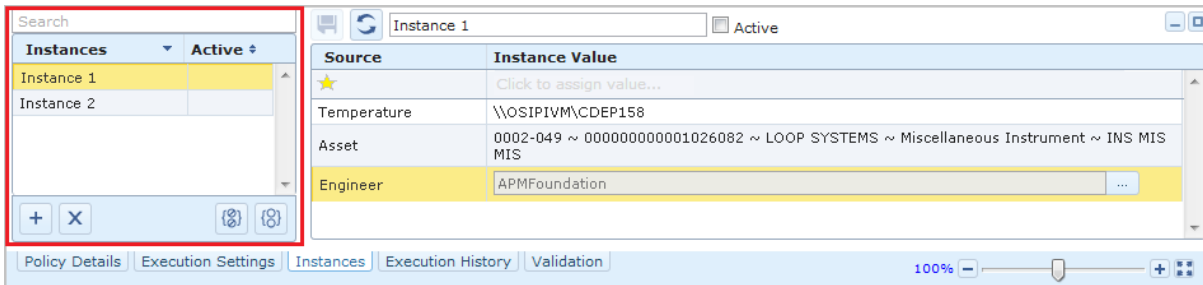 Search
Instances Active
Instance 1
Instance 2
Instance 1 Active
Source Instance Value
Click to assign value...
Temperature \\OSIPIVM\CDEP158
Asset 0002-049 ~ 000000000001026082 ~ LOOP SYSTEMS ~ Miscellaneous Instrument ~ INS MIS
MIS
Engineer APMFoundation ...
Policy Details Execution Settings Instances Execution History Validation
100%